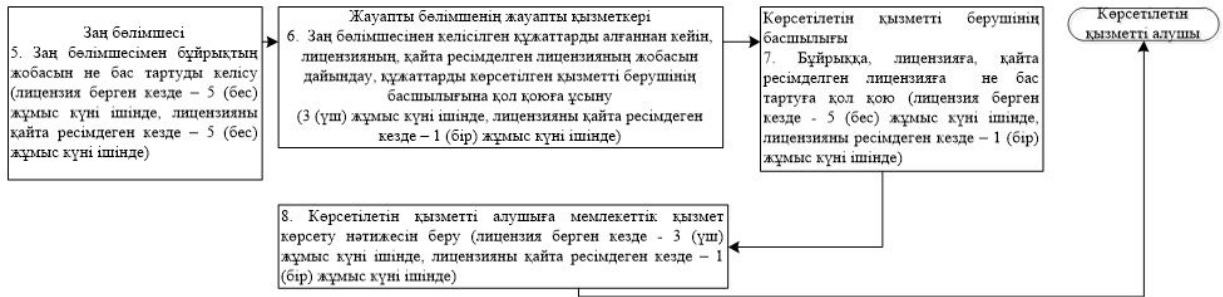 Заң бөлімшесі
5. Заң бөлімшесімен бұйрықтың
жобасын не бас тартуды келісу
(лицензия берген кезде – 5 (бес)
жұмыс күні ішінде, лицензияны
қайта ресімдеген кезде – 5 (бес)
жұмыс күні ішінде)
Жауапты бөлімшенің жауапты қызметкері
6. Заң бөлімшесінен келісілген құжаттарды алғаннан кейін,
лицензияның, қайта ресімделген лицензияның жобасын
дайындау, құжаттарды көрсетілген қызметті берушінің
басшылығына қол қоюға ұсыну
(3 (үш) жұмыс күні ішінде, лицензияны қайта ресімдеген
кезде – 1 (бір) жұмыс күні ішінде)
Көрсетілетін қызметті берушінің
басшылығы
7. Бұйрыққа, лицензияға, қайта
ресімделген лицензияға не бас
тартуға қол қою (лицензия берген
кезде - 5 (бес) жұмыс күні ішінде,
лицензияны ресімдеген кезде – 1 (бір)
жұмыс күні ішінде)
Көрсетілетін
қызметті алушы
8. Көрсетілетін қызметті алушыға мемлекеттік қызмет
көрсету нәтижесін беру (лицензия берген кезде - 3 (үш)
жұмыс күні ішінде, лицензияны қайта ресімдеген кезде – 1
(бір) жұмыс күні ішінде)